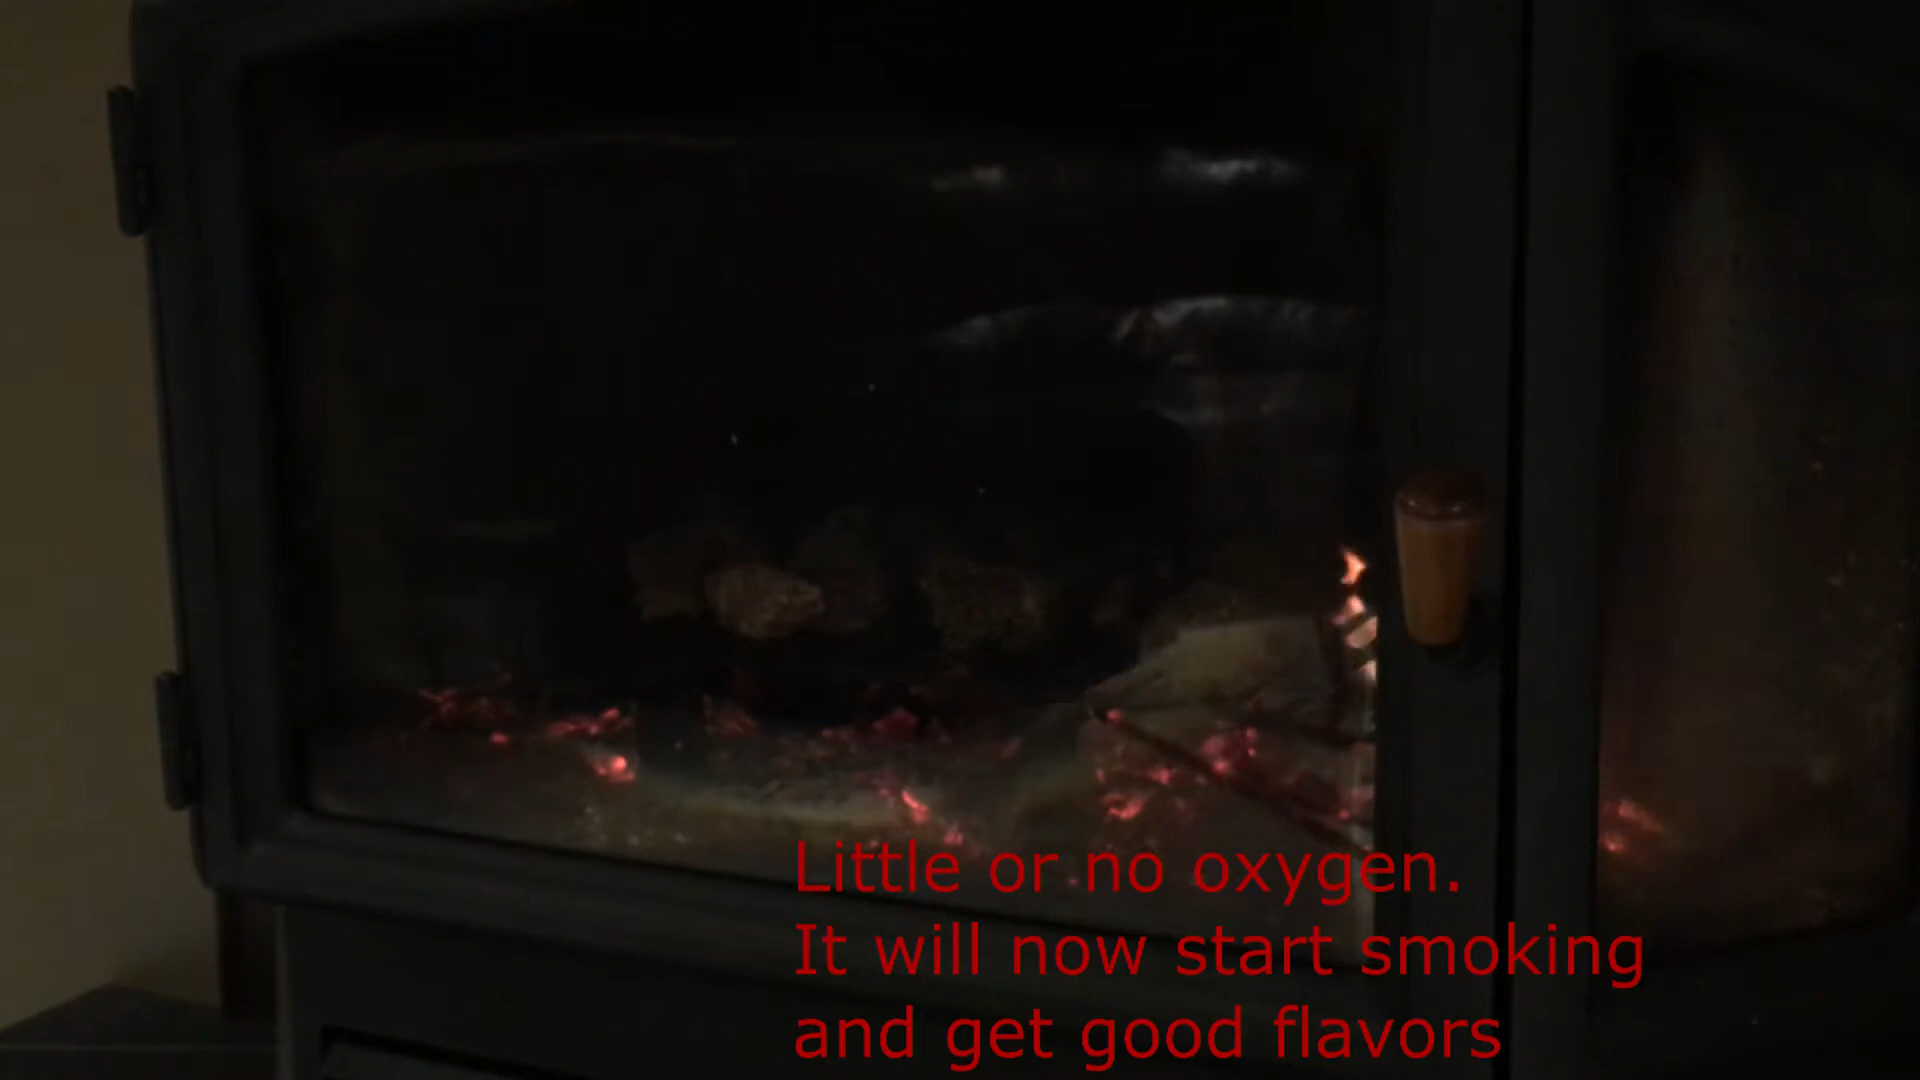 Little or no oxygen.
It will now start smoking
and get good flavors